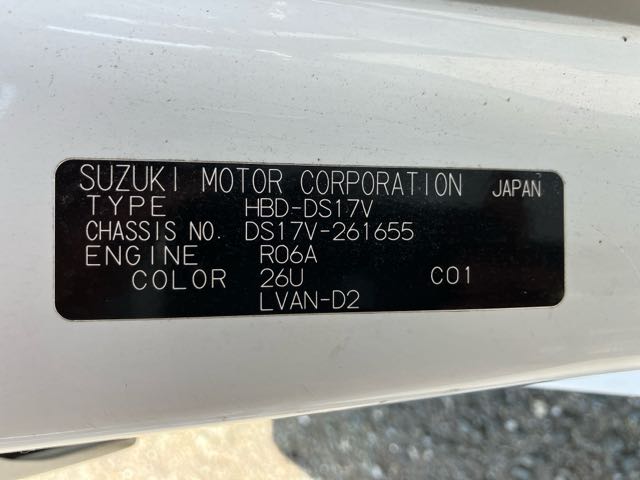 SUZUKI MOTOR CORPORATION JAPAN
TYPE HBD-DS17V
CHASSIS NO. DS17V-261655
ENGINE R06A
COLOR 26U C01
LVAN-D2